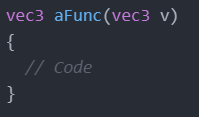 vec3 aFunc(vec3 v)
{
  // Code
}